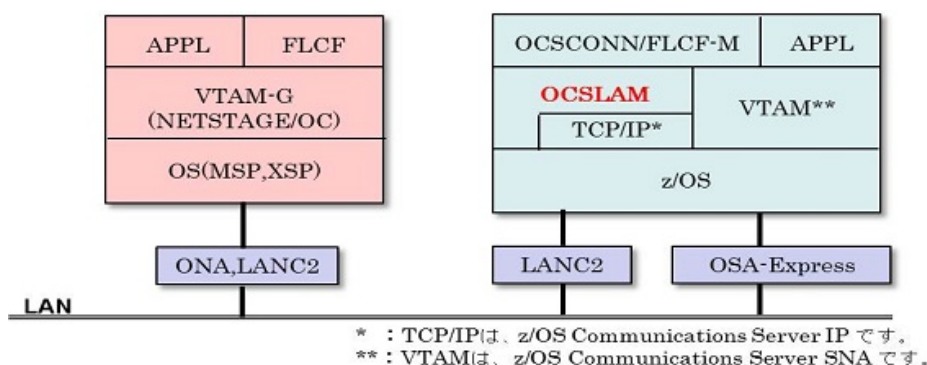 APPL
FLCF
VTAM-G
(NETSTAGE/OC)
OS(MSP,XSP)
ONA,LANC2
OCSCONN/FLCF-M
APPL
OCSLAM
TCP/IP*
VTAM**
z/OS
LANC2
OSA-Express
LAN
* ：TCP/IPは、z/OS Communications Server IP です。
**：VTAMは、z/OS Communications Server SNA です。